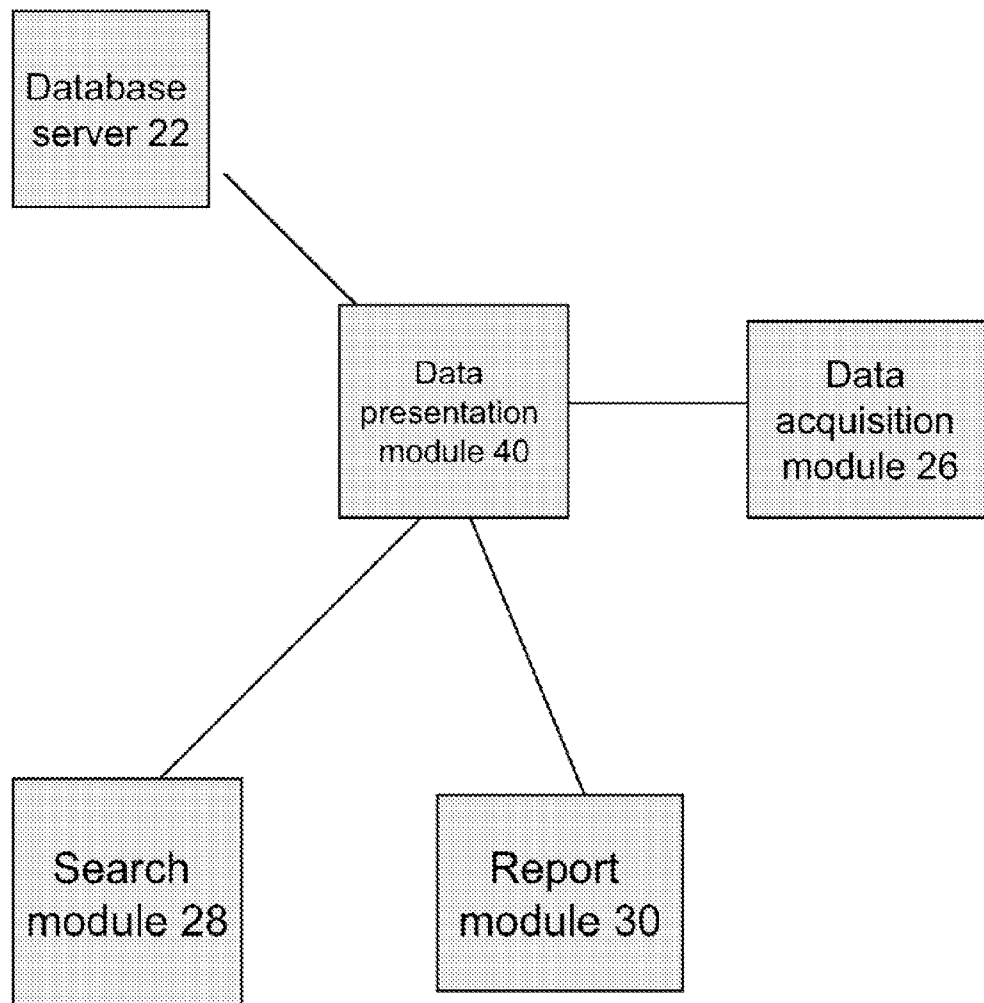 Database
server 22
Data
presentation
module 40
Data
acquisition
module 26
Search
module 28
Report
module 30